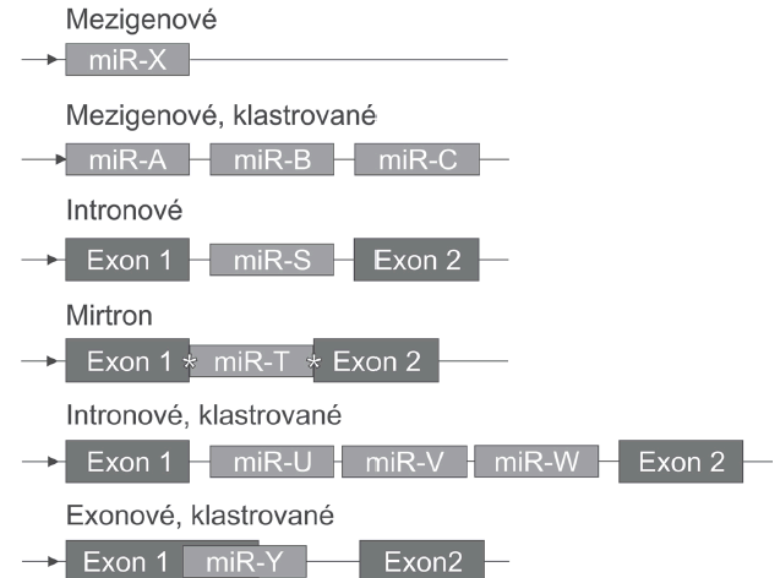 Mezigenové
miR-X
Mezigenové, klastrované
miR-A miR-B miR-C
Intronové
Exon 1 miR-S Exon 2
Mirtron
Exon 1 * miR-T * Exon 2
Intronové, klastrované
Exon 1 miR-U miR-V miR-W Exon 2
Exonové, klastrované
Exon 1 miR-Y Exon2